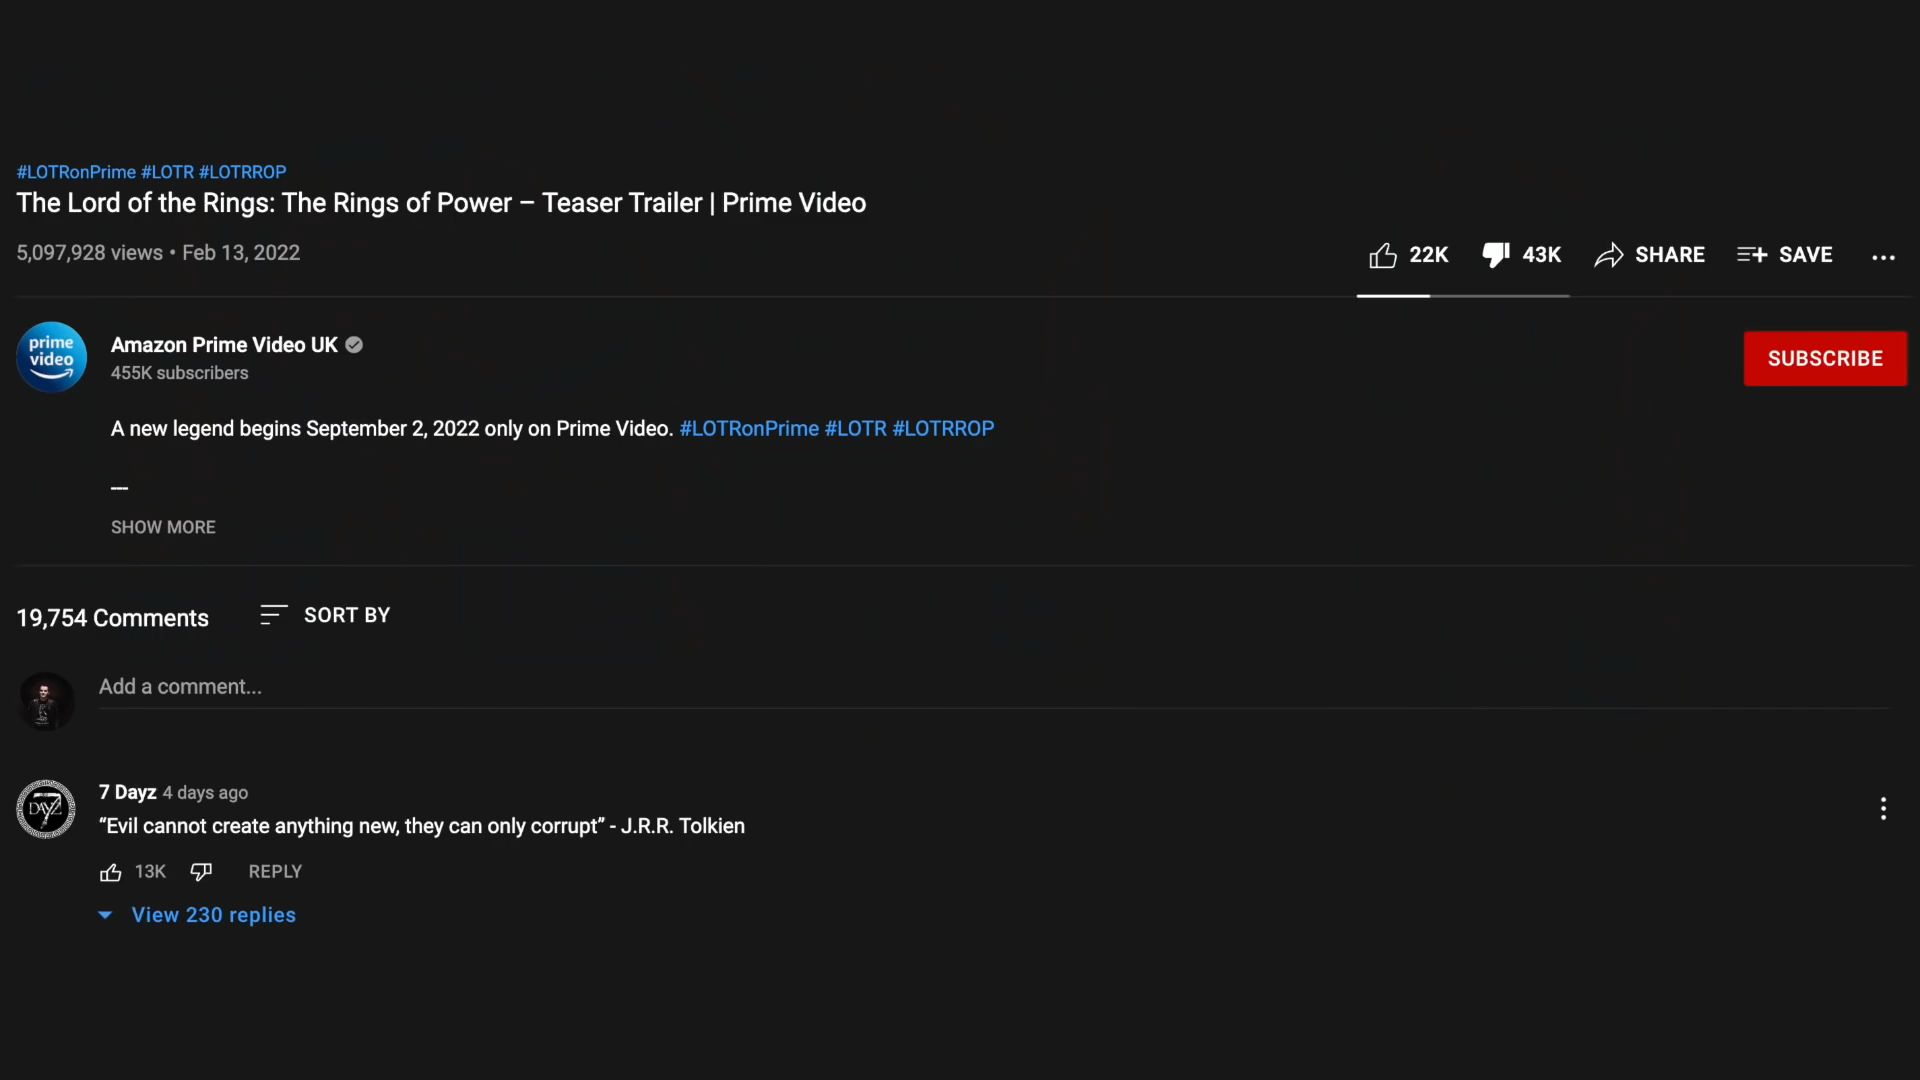 #LOTRonPrime #LOTR #LOTRROP
The Lord of the Rings: The Rings of Power – Teaser Trailer | Prime Video
5,097,928 views • Feb 13, 2022
22K 43K SHARE SAVE
prime
video
Amazon Prime Video UK
455K subscribers
SUBSCRIBE
A new legend begins September 2, 2022 only on Prime Video. #LOTRonPrime #LOTR #LOTRROP
---
SHOW MORE
19,754 Comments SORT BY
Add a comment...
DAYZ 7
7 Dayz 4 days ago
“Evil cannot create anything new, they can only corrupt” - J.R.R. Tolkien
13K REPLY
View 230 replies